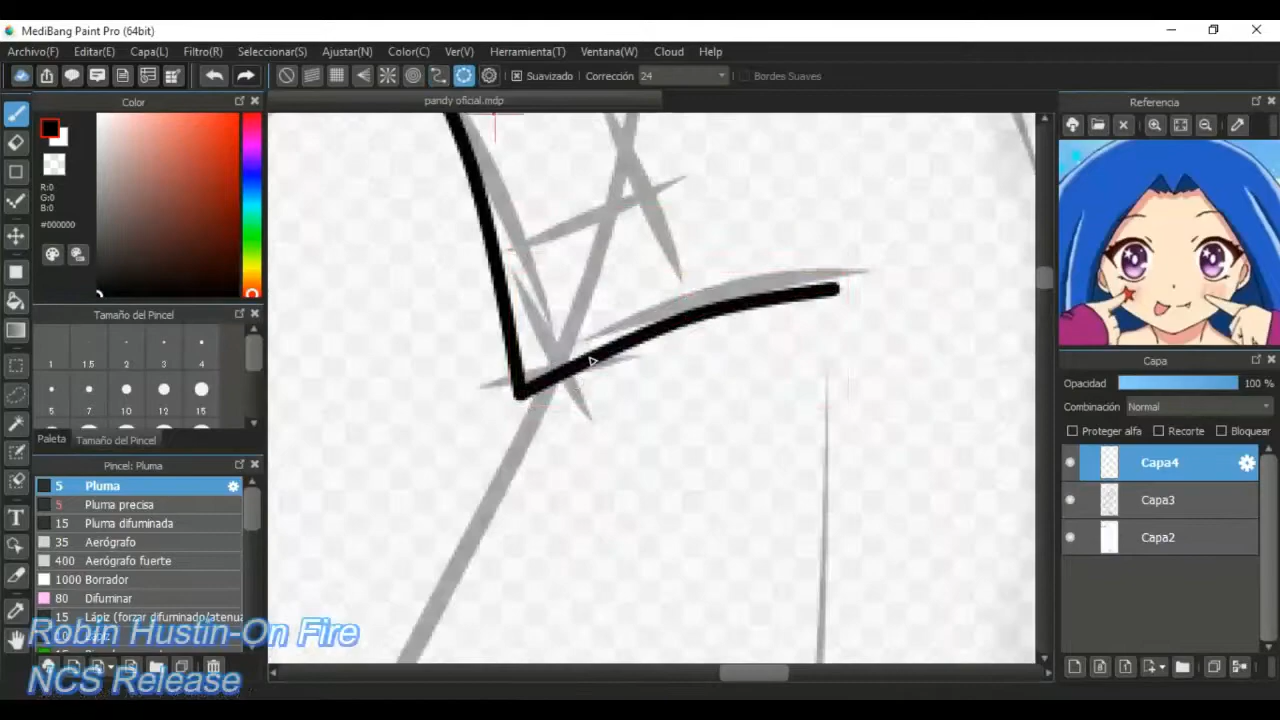 MediBang Paint Pro (64bit)
Archivo(F) Editar(E) Capa(L) Filtro(R) Seleccionar(S) Ajustar(N) Color(C) Ver(V) Herramienta(T) Ventana(W) Cloud Help
Suavizado Corrección 24 Bordes Suaves
pandy oficial.mdp
Color
R:0
G:0
B:0
#000000
Tamaño del Pincel
1 1.5 2 3 4
5 7 10 12 15
Paleta Tamaño del Pincel
Pincel: Pluma
5 Pluma
5 Pluma precisa
15 Pluma difuminada
35 Aerógrafo
400 Aerógrafo fuerte
1000 Borrador
80 Difuminar
15 Lápiz (forzar difuminado/atenua
Robin Hustin-On Fire
NCS Release
Referencia
Capa
Opacidad 100 %
Combinación Normal
Proteger alfa Recorte Bloquear
Capa4
Capa3
Capa2